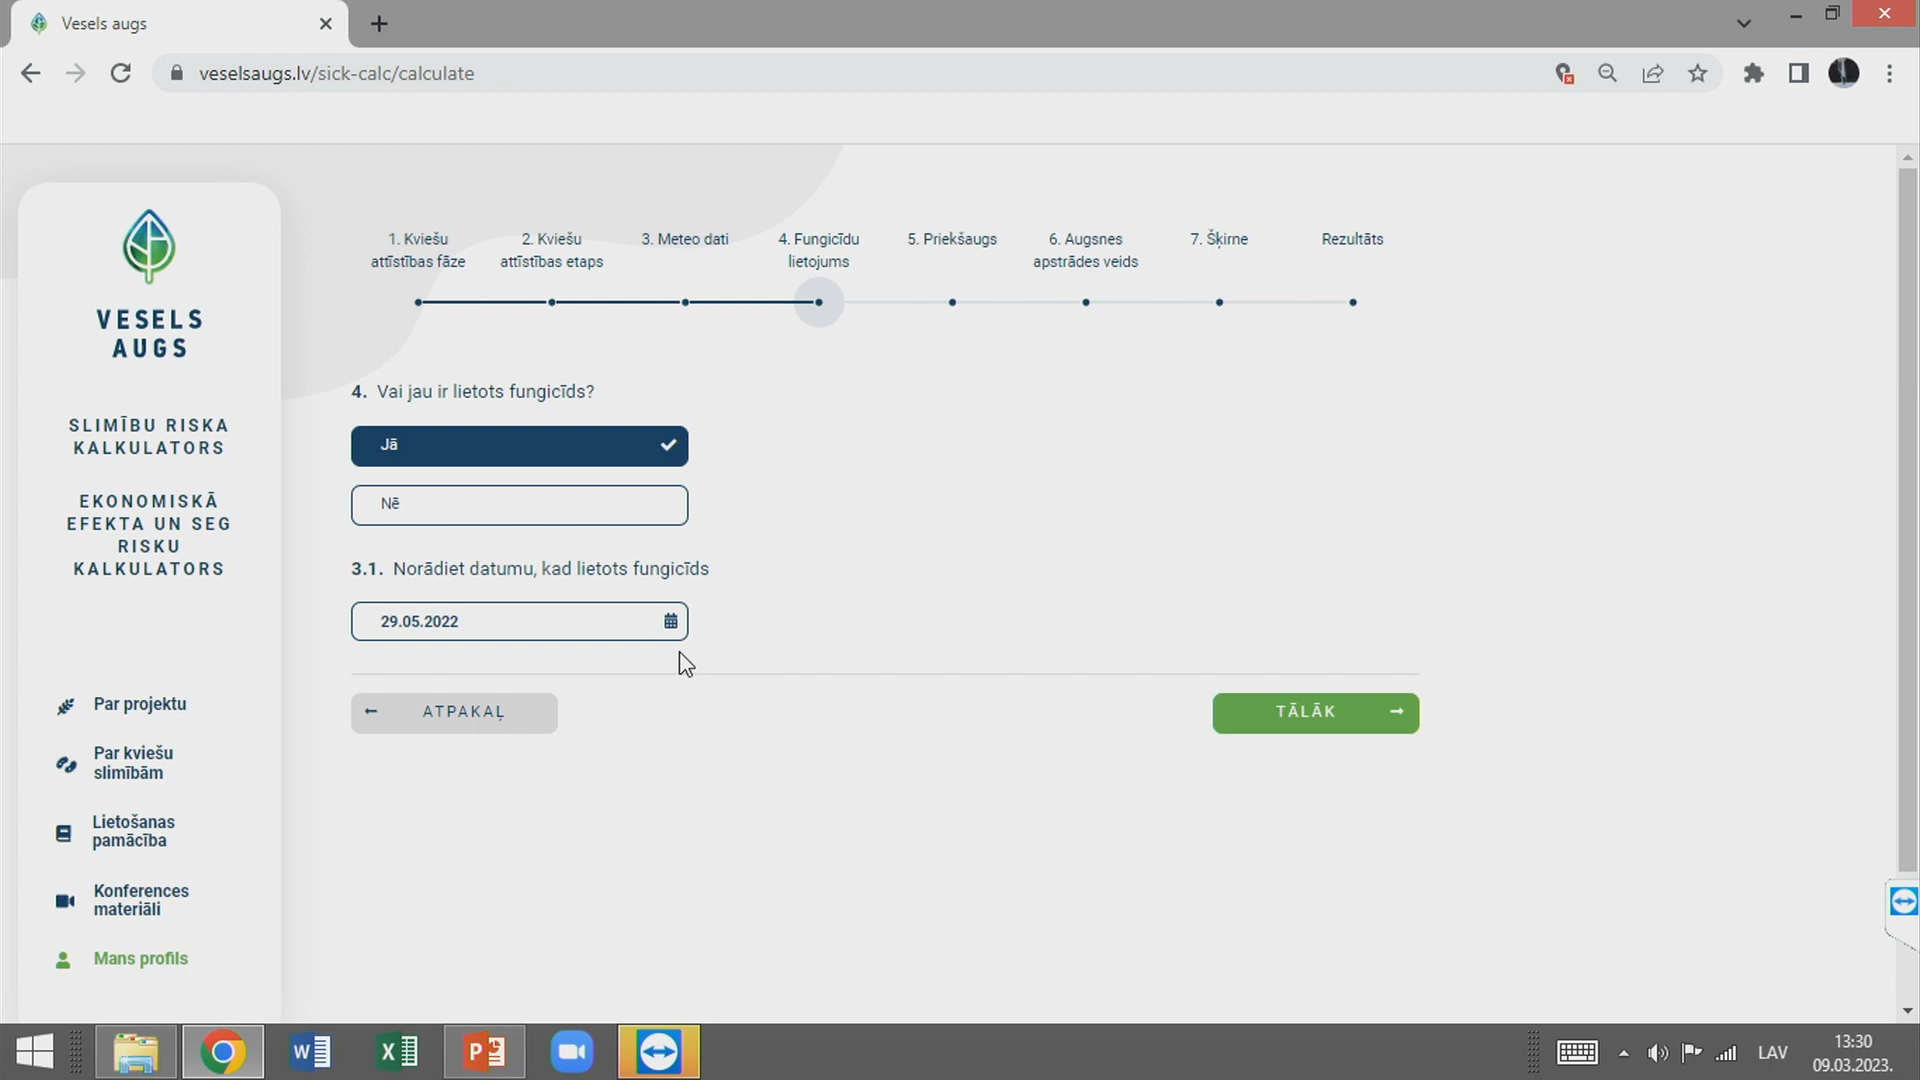 Vesels augs
veselsaugs.lv/sick-calc/calculate
VESELS
AUGS
SLIMĪBU RISKA
KALKULATORS
EKONOMISKĀ
EFEKTA UN SEG
RISKU
KALKULATORS
Par projektu
Par kviešu
slimībām
Lietošanas
pamācība
Konferences
materiāli
Mans profils
1. Kviešu
attīstības fāze
2. Kviešu
attīstības etaps
3. Meteo dati
4. Fungicīdu
lietojums
5. Priekšaugs
6. Augsnes
apstrādes veids
7. Šķirne
Rezultāts
4. Vai jau ir lietots fungicīds?
Jā
Nē
3.1. Norādiet datumu, kad lietots fungicīds
29.05.2022
ATPAKAĻ
TĀLĀK
LAV
13:30
09.03.2023.